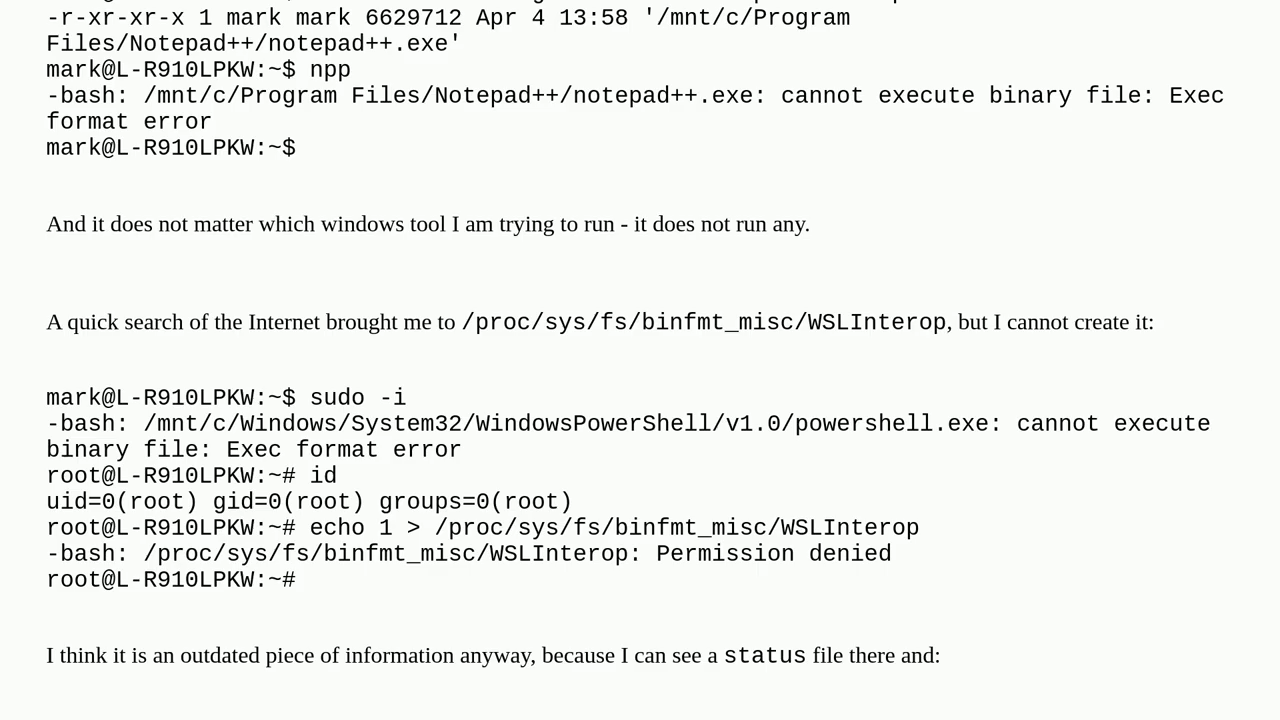 -r-xr-xr-x 1 mark mark 6629712 Apr 4 13:58 '/mnt/c/Program
Files/Notepad++/notepad++.exe'
mark@L-R910LPKW:~$ npp
-bash: /mnt/c/Program Files/Notepad++/notepad++.exe: cannot execute binary file: Exec
format error
mark@L-R910LPKW:~$
And it does not matter which windows tool I am trying to run - it does not run any.
A quick search of the Internet brought me to /proc/sys/fs/binfmt_misc/WSLInterop, but I cannot create it:
mark@L-R910LPKW:~$ sudo -i
-bash: /mnt/c/Windows/System32/WindowsPowerShell/v1.0/powershell.exe: cannot execute
binary file: Exec format error
root@L-R910LPKW:~# id
uid=0(root) gid=0(root) groups=0(root)
root@L-R910LPKW:~# echo 1 > /proc/sys/fs/binfmt_misc/WSLInterop
-bash: /proc/sys/fs/binfmt_misc/WSLInterop: Permission denied
root@L-R910LPKW:~#
I think it is an outdated piece of information anyway, because I can see a status file there and: